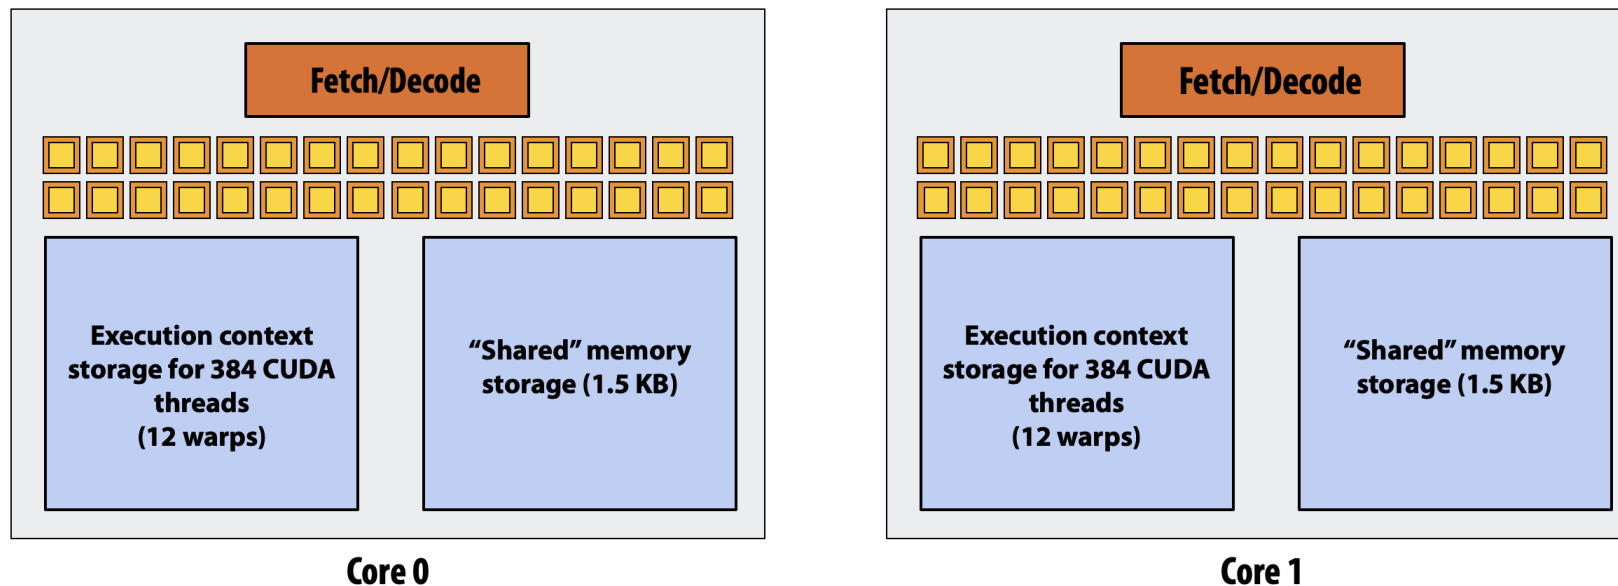 Fetch/Decode
Execution context
storage for 384 CUDA
threads
(12 warps)
“Shared” memory
storage (1.5 KB)
Core 0
Fetch/Decode
Execution context
storage for 384 CUDA
threads
(12 warps)
“Shared” memory
storage (1.5 KB)
Core 1